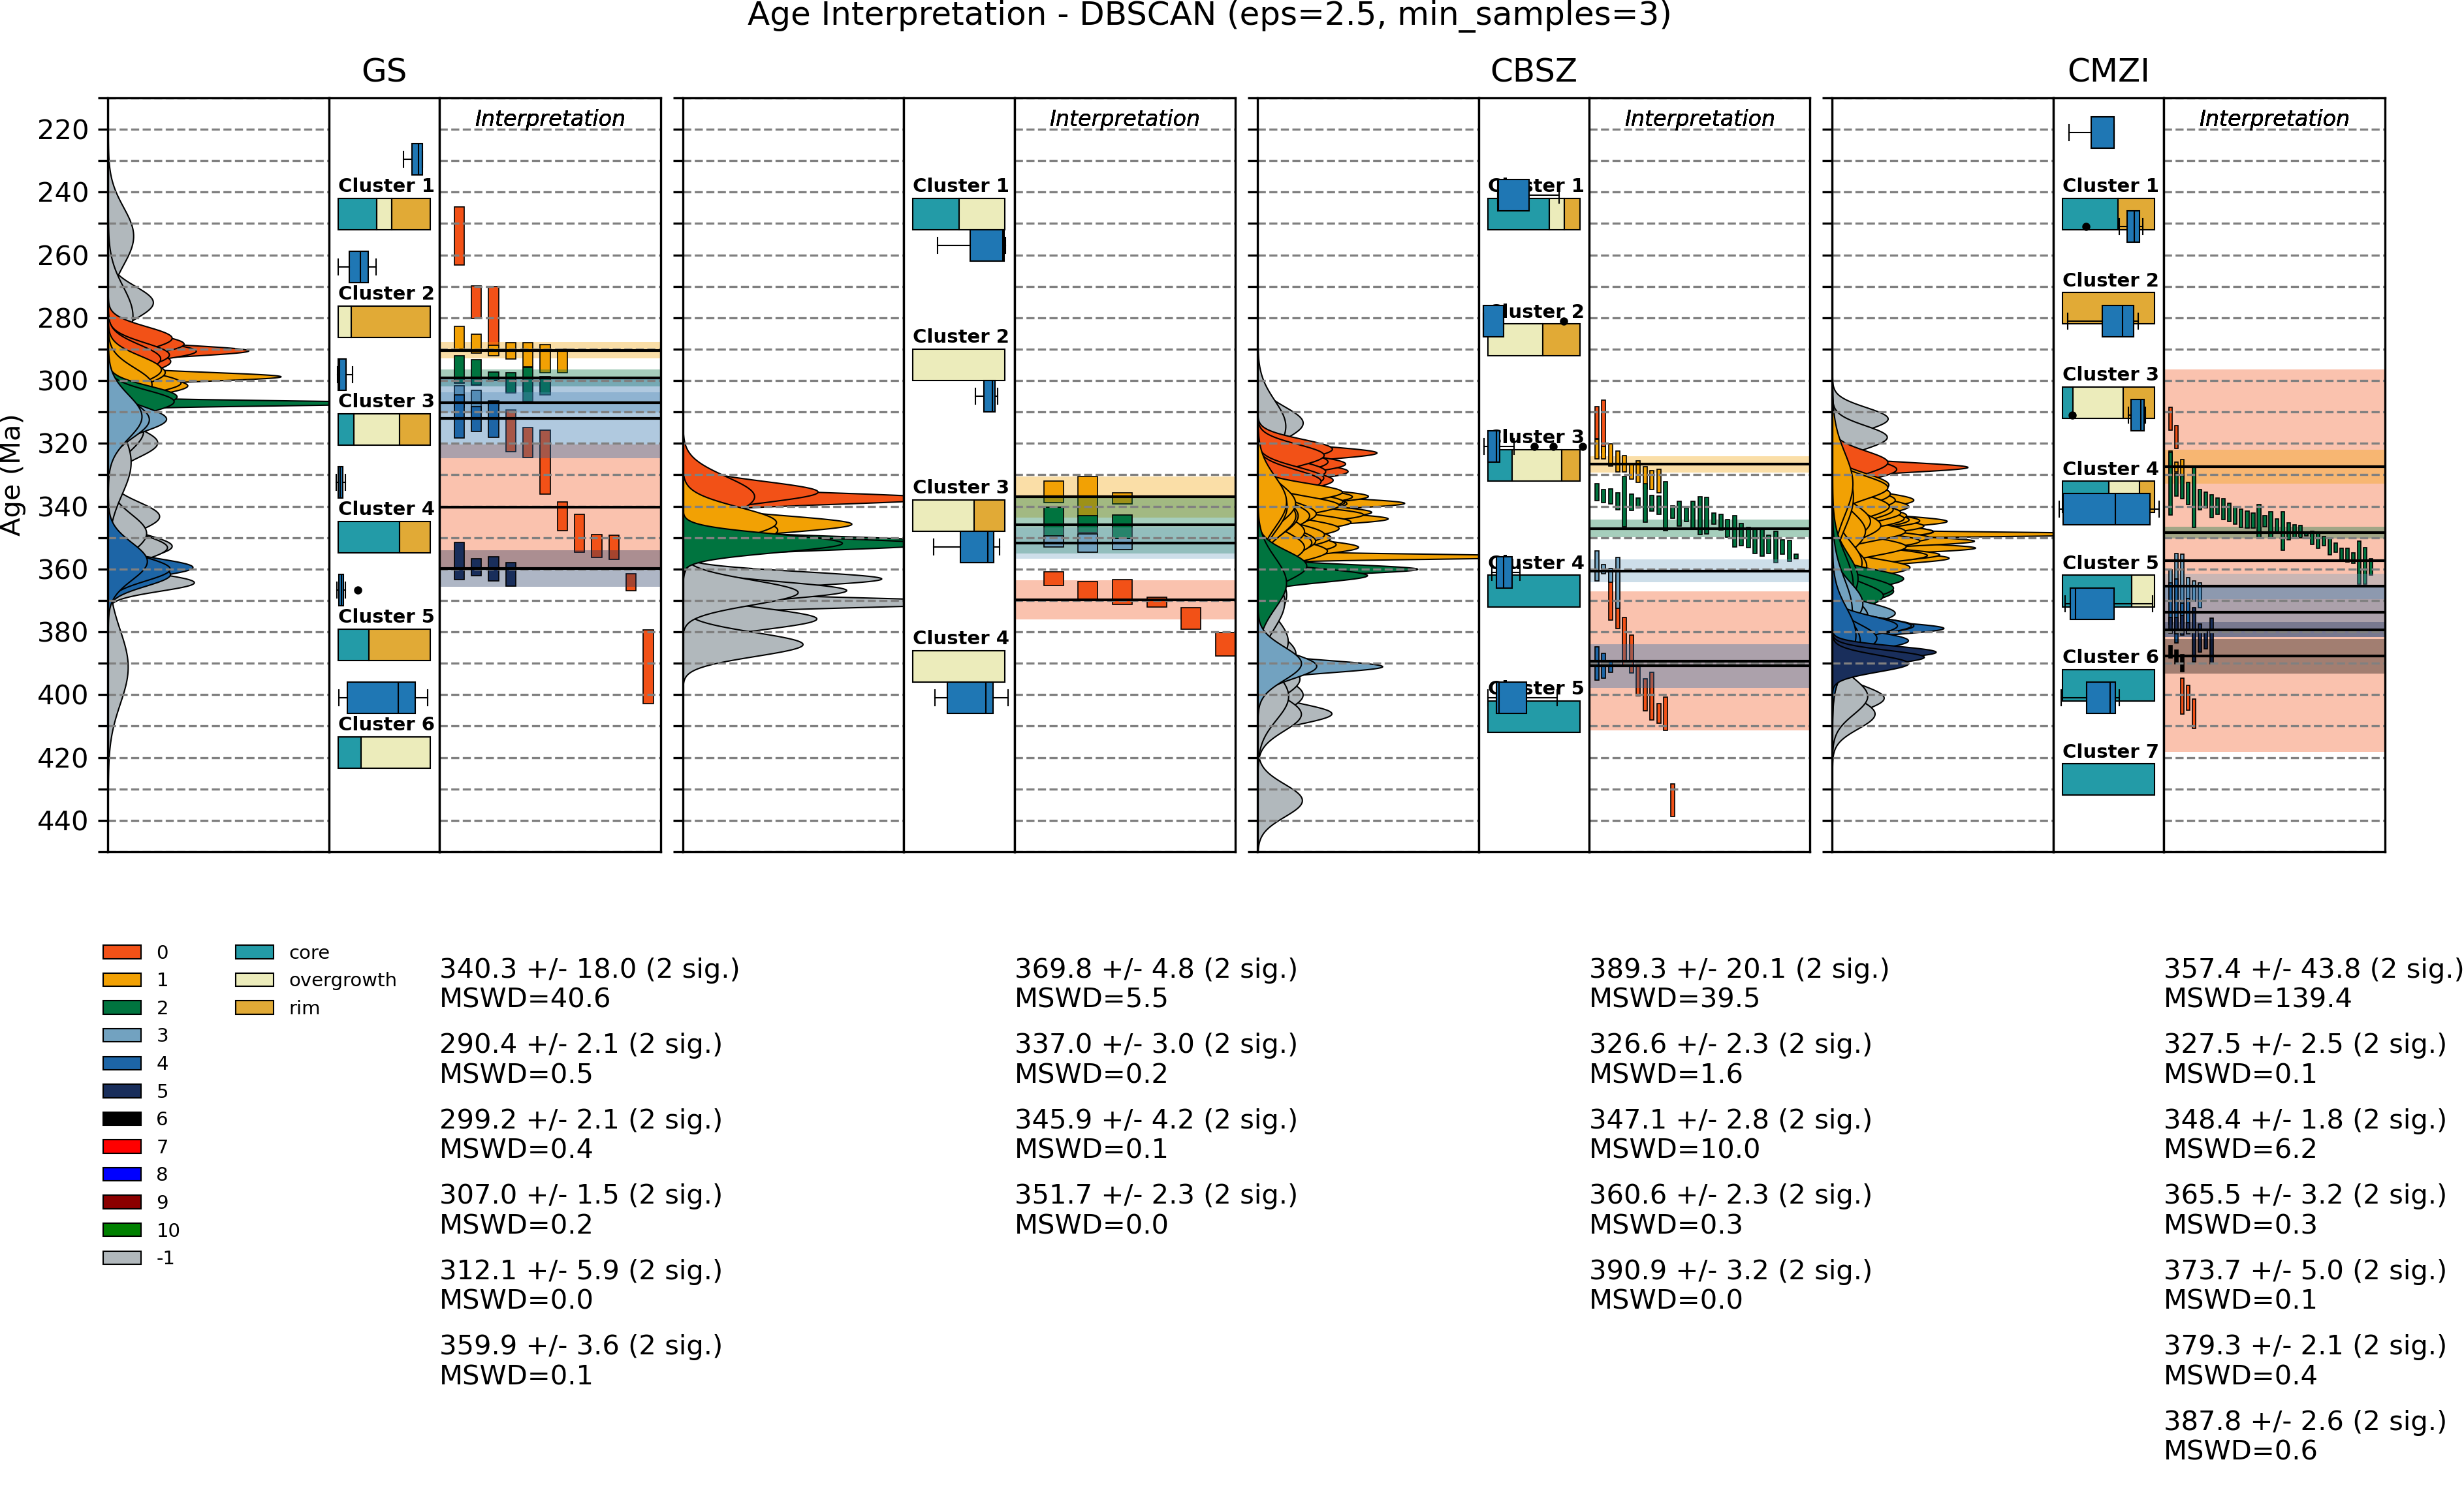 Age Interpretation - DBSCAN (eps=2.5, min_samples=3)
GS
CBSZ
CMZI
Age (Ma)
220
240
260
280
300
320
340
360
380
400
420
440
Interpretation
Cluster 1
Cluster 2
Cluster 3
Cluster 4
Cluster 5
Cluster 6
Interpretation
Cluster 1
Cluster 2
Cluster 3
Cluster 4
Interpretation
Cluster 1
Cluster 2
Cluster 3
Cluster 4
Cluster 5
Interpretation
Cluster 1
Cluster 2
Cluster 3
Cluster 4
Cluster 5
Cluster 6
Cluster 7
0
1
2
3
4
5
6
7
8
9
10
-1
core
overgrowth
rim
340.3 +/- 18.0 (2 sig.)
MSWD=40.6
290.4 +/- 2.1 (2 sig.)
MSWD=0.5
299.2 +/- 2.1 (2 sig.)
MSWD=0.4
307.0 +/- 1.5 (2 sig.)
MSWD=0.2
312.1 +/- 5.9 (2 sig.)
MSWD=0.0
359.9 +/- 3.6 (2 sig.)
MSWD=0.1
369.8 +/- 4.8 (2 sig.)
MSWD=5.5
337.0 +/- 3.0 (2 sig.)
MSWD=0.2
345.9 +/- 4.2 (2 sig.)
MSWD=0.1
351.7 +/- 2.3 (2 sig.)
MSWD=0.0
389.3 +/- 20.1 (2 sig.)
MSWD=39.5
326.6 +/- 2.3 (2 sig.)
MSWD=1.6
347.1 +/- 2.8 (2 sig.)
MSWD=10.0
360.6 +/- 2.3 (2 sig.)
MSWD=0.3
390.9 +/- 3.2 (2 sig.)
MSWD=0.0
357.4 +/- 43.8 (2 sig.)
MSWD=139.4
327.5 +/- 2.5 (2 sig.)
MSWD=0.1
348.4 +/- 1.8 (2 sig.)
MSWD=6.2
365.5 +/- 3.2 (2 sig.)
MSWD=0.3
373.7 +/- 5.0 (2 sig.)
MSWD=0.1
379.3 +/- 2.1 (2 sig.)
MSWD=0.4
387.8 +/- 2.6 (2 sig.)
MSWD=0.6